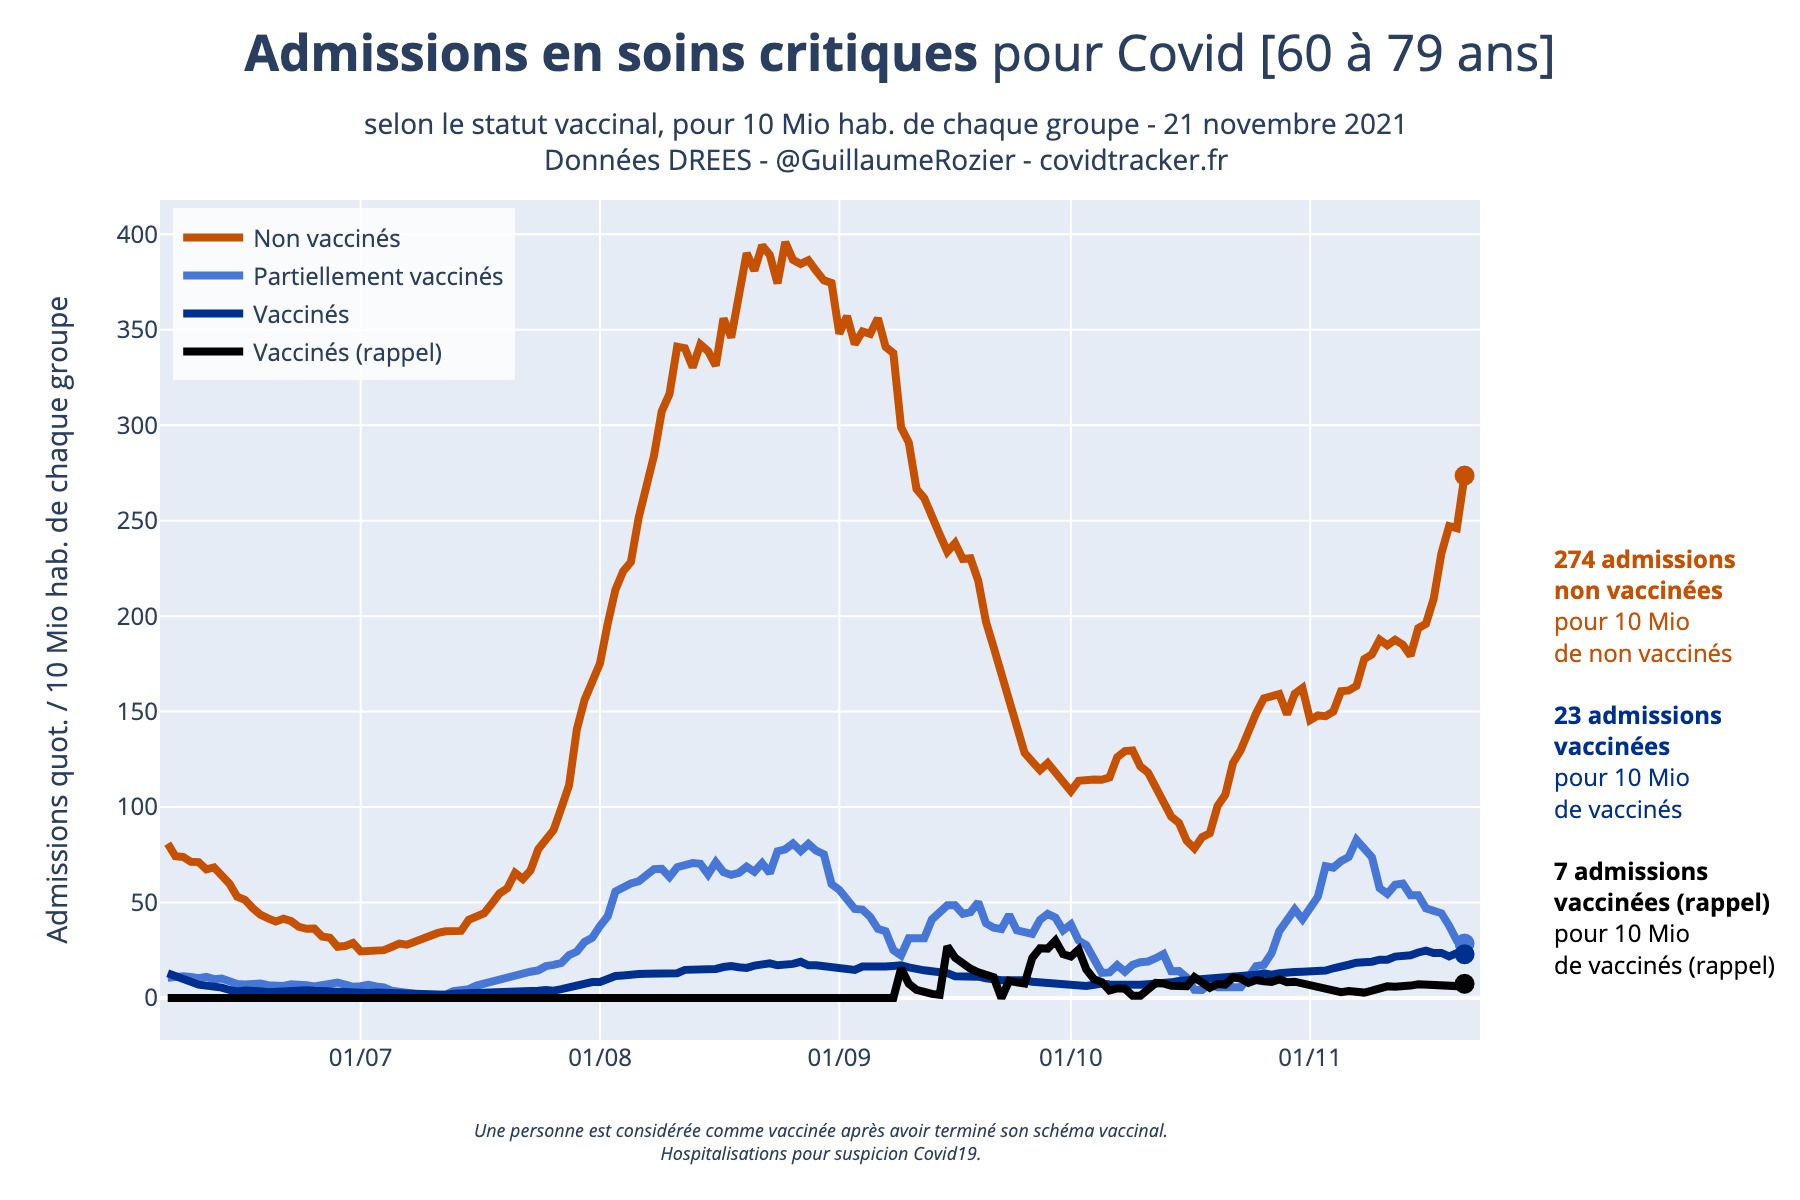 Admissions en soins critiques pour Covid [60 à 79 ans]
selon le statut vaccinal, pour 10 Mio hab. de chaque groupe - 21 novembre 2021
Données DREES - @GuillaumeRozier - covidtracker.fr
Admissions quot. / 10 Mio hab. de chaque groupe
400
350
300
250
200
150
100
50
0
Non vaccinés
Partiellement vaccinés
Vaccinés
Vaccinés (rappel)
274 admissions
non vaccinées
pour 10 Mio
de non vaccinés
23 admissions
vaccinées
pour 10 Mio
de vaccinés
7 admissions
vaccinées (rappel)
pour 10 Mio
de vaccinés (rappel)
01/07
01/08
01/09
01/10
01/11
Une personne est considérée comme vaccinée après avoir terminé son schéma vaccinal.
Hospitalisations pour suspicion Covid19.